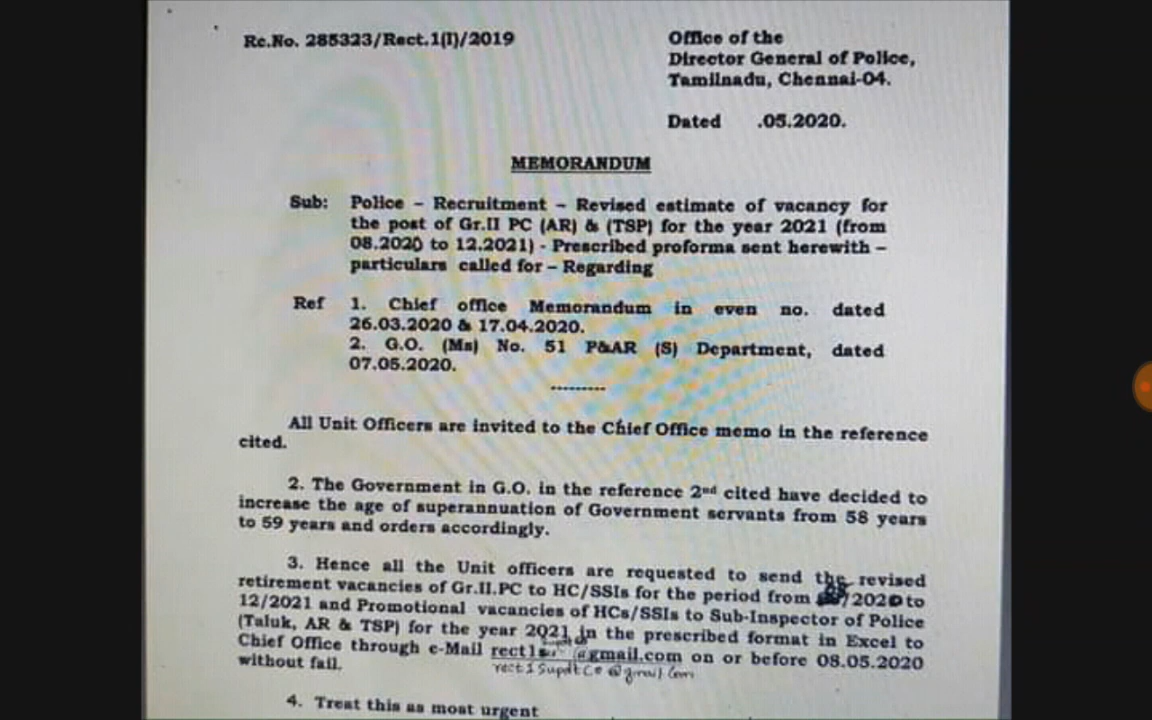 Rc.No. 285323/Rect.1(I)/2019
Office of the
Director General of Police,
Tamilnadu, Chennai-04.
Dated .05.2020.
MEMORANDUM
Sub: Police – Recruitment – Revised estimate of vacancy for
the post of Gr.II PC (AR) & (TSP) for the year 2021 (from
08.2020 to 12.2021) - Prescribed proforma sent herewith –
particulars called for – Regarding
Ref 1. Chief office Memorandum in even no. dated
26.03.2020 & 17.04.2020.
2. G.O. (Ms) No. 51 P&AR (S) Department, dated
07.05.2020.
---------
All Unit Officers are invited to the Chief Office memo in the reference
cited.
2. The Government in G.O. in the reference 2nd cited have decided to
increase the age of superannuation of Government servants from 58 years
to 59 years and orders accordingly.
3. Hence all the Unit officers are requested to send the revised
retirement vacancies of Gr.II.PC to HC/SSIs for the period from /2020 to
12/2021 and Promotional vacancies of HCs/SSIs to Sub-Inspector of Police
(Taluk, AR & TSP) for the year 2021 in the prescribed format in Excel to
Chief Office through e-Mail @gmail.com on or before 08.05.2020
without fail. rect1supdtco@gmail.com
4. Treat this as most urgent